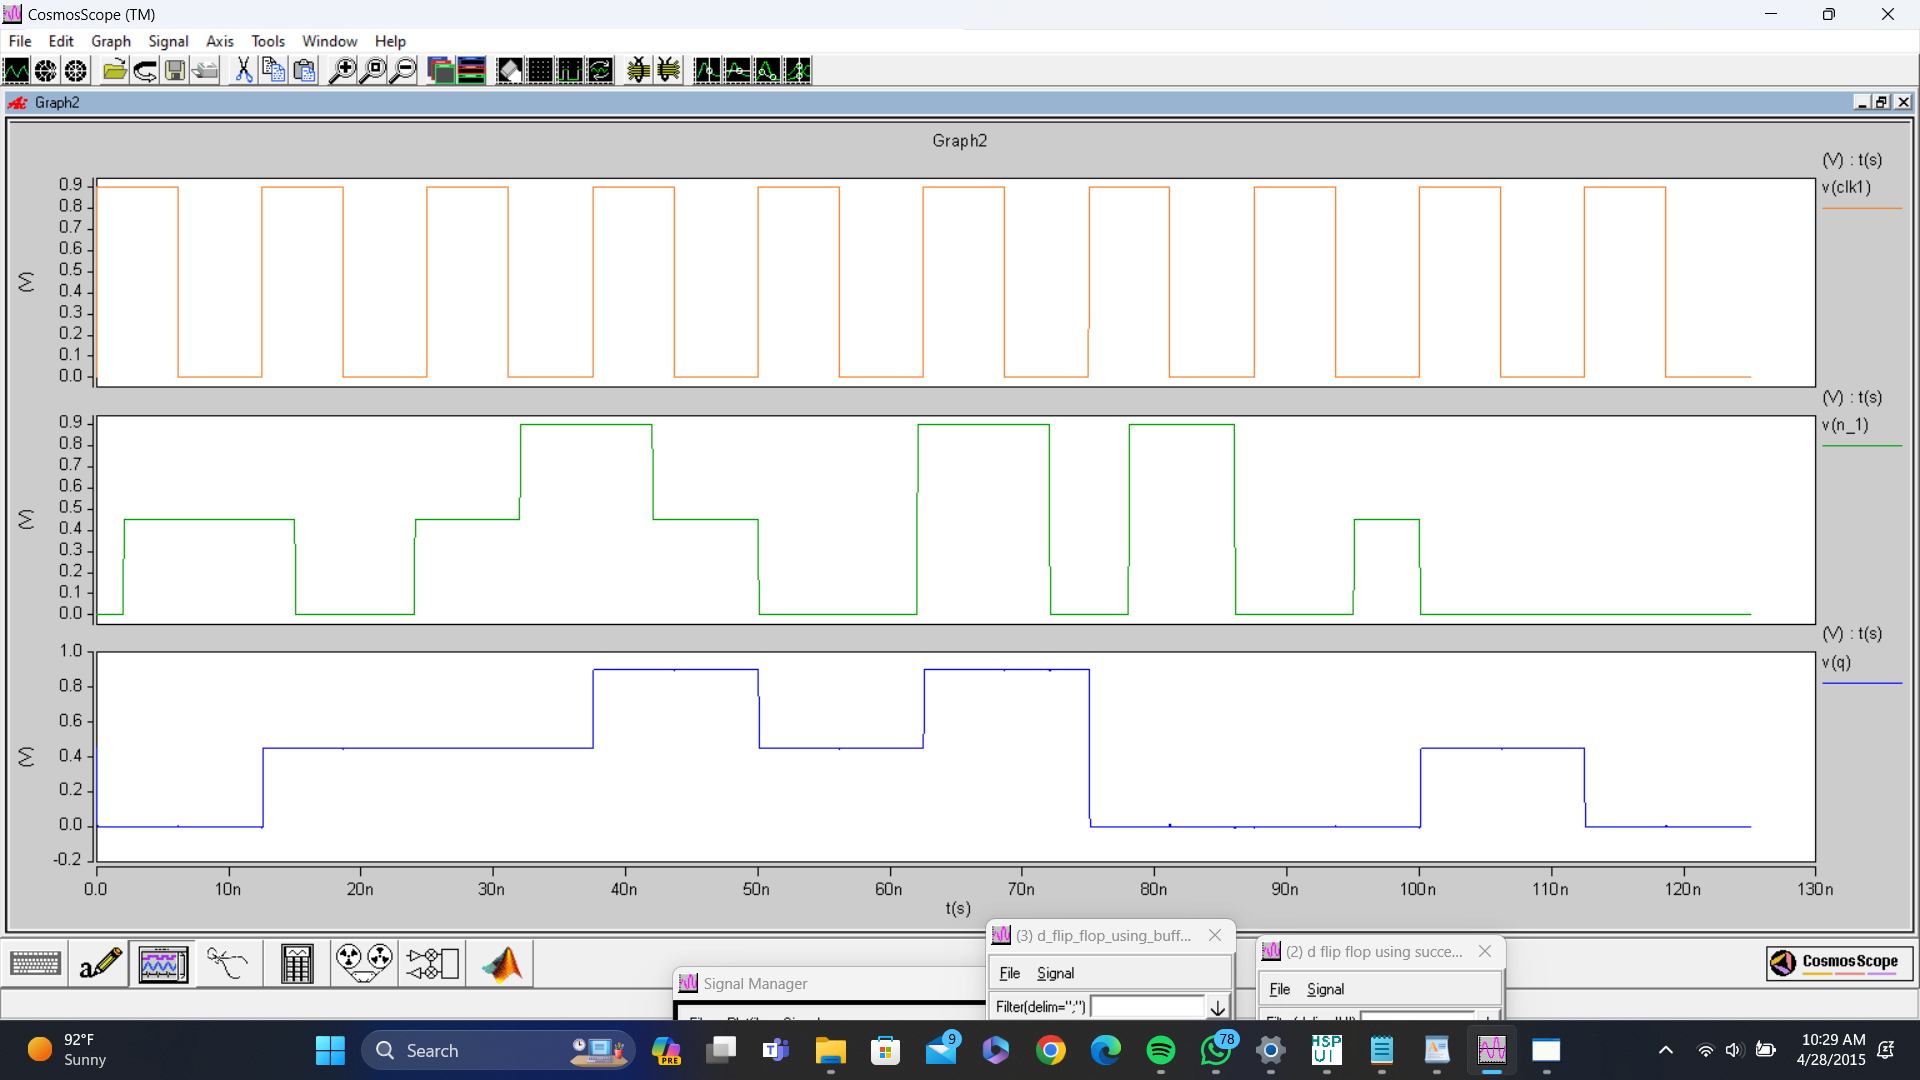 CosmosScope (TM)
File Edit Graph Signal Axis Tools Window Help
Graph2
Graph2
(V) : t(s)
v(clk1)
0.9
0.8
0.7
0.6
0.5
0.4
0.3
0.2
0.1
0.0
(V)
(V) : t(s)
v(n_1)
0.9
0.8
0.7
0.6
0.5
0.4
0.3
0.2
0.1
0.0
(V)
(V) : t(s)
v(q)
1.0
0.8
0.6
0.4
0.2
0.0
-0.2
(V)
0.0 10n 20n 30n 40n 50n 60n 70n 80n 90n 100n 110n 120n 130n
t(s)
(3) d_flip_flop_using_buff...
File Signal
Filter(delim=";")
(2) d flip flop using succe...
File Signal
Signal Manager
CosmosScope
92°F
Sunny
Search
PRE
9
78
HSP
UI
10:29 AM
4/28/2015